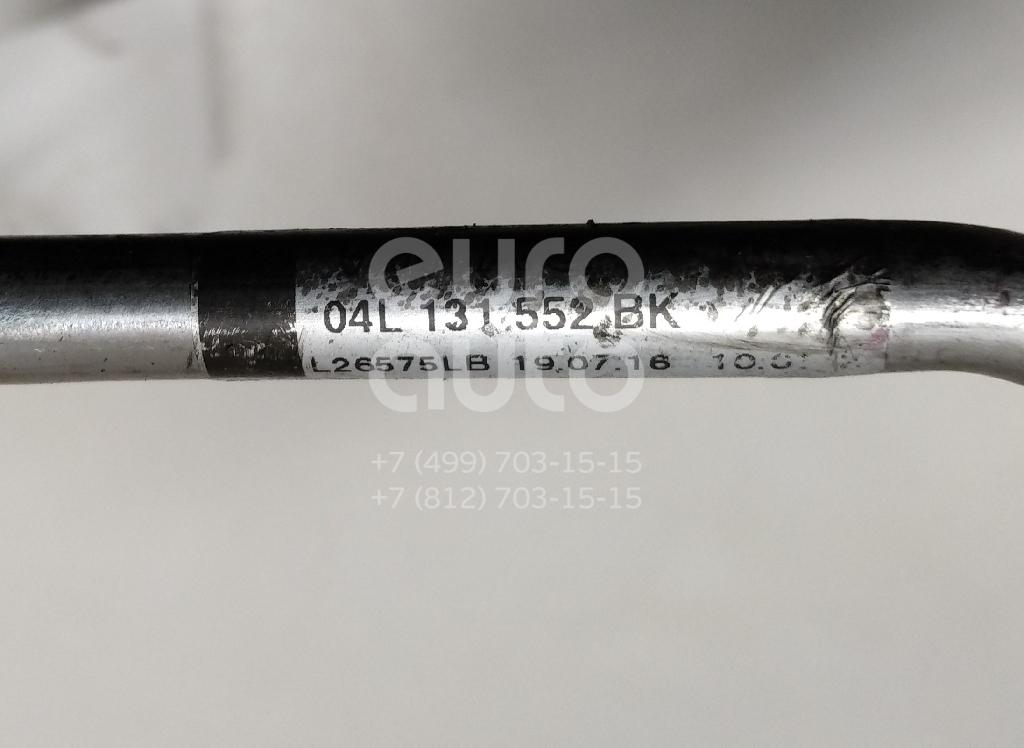 euro
04L 131 552 BK
L26575LB 19.07.16
auto
+7 (499) 703-15-15
+7 (812) 703-15-15